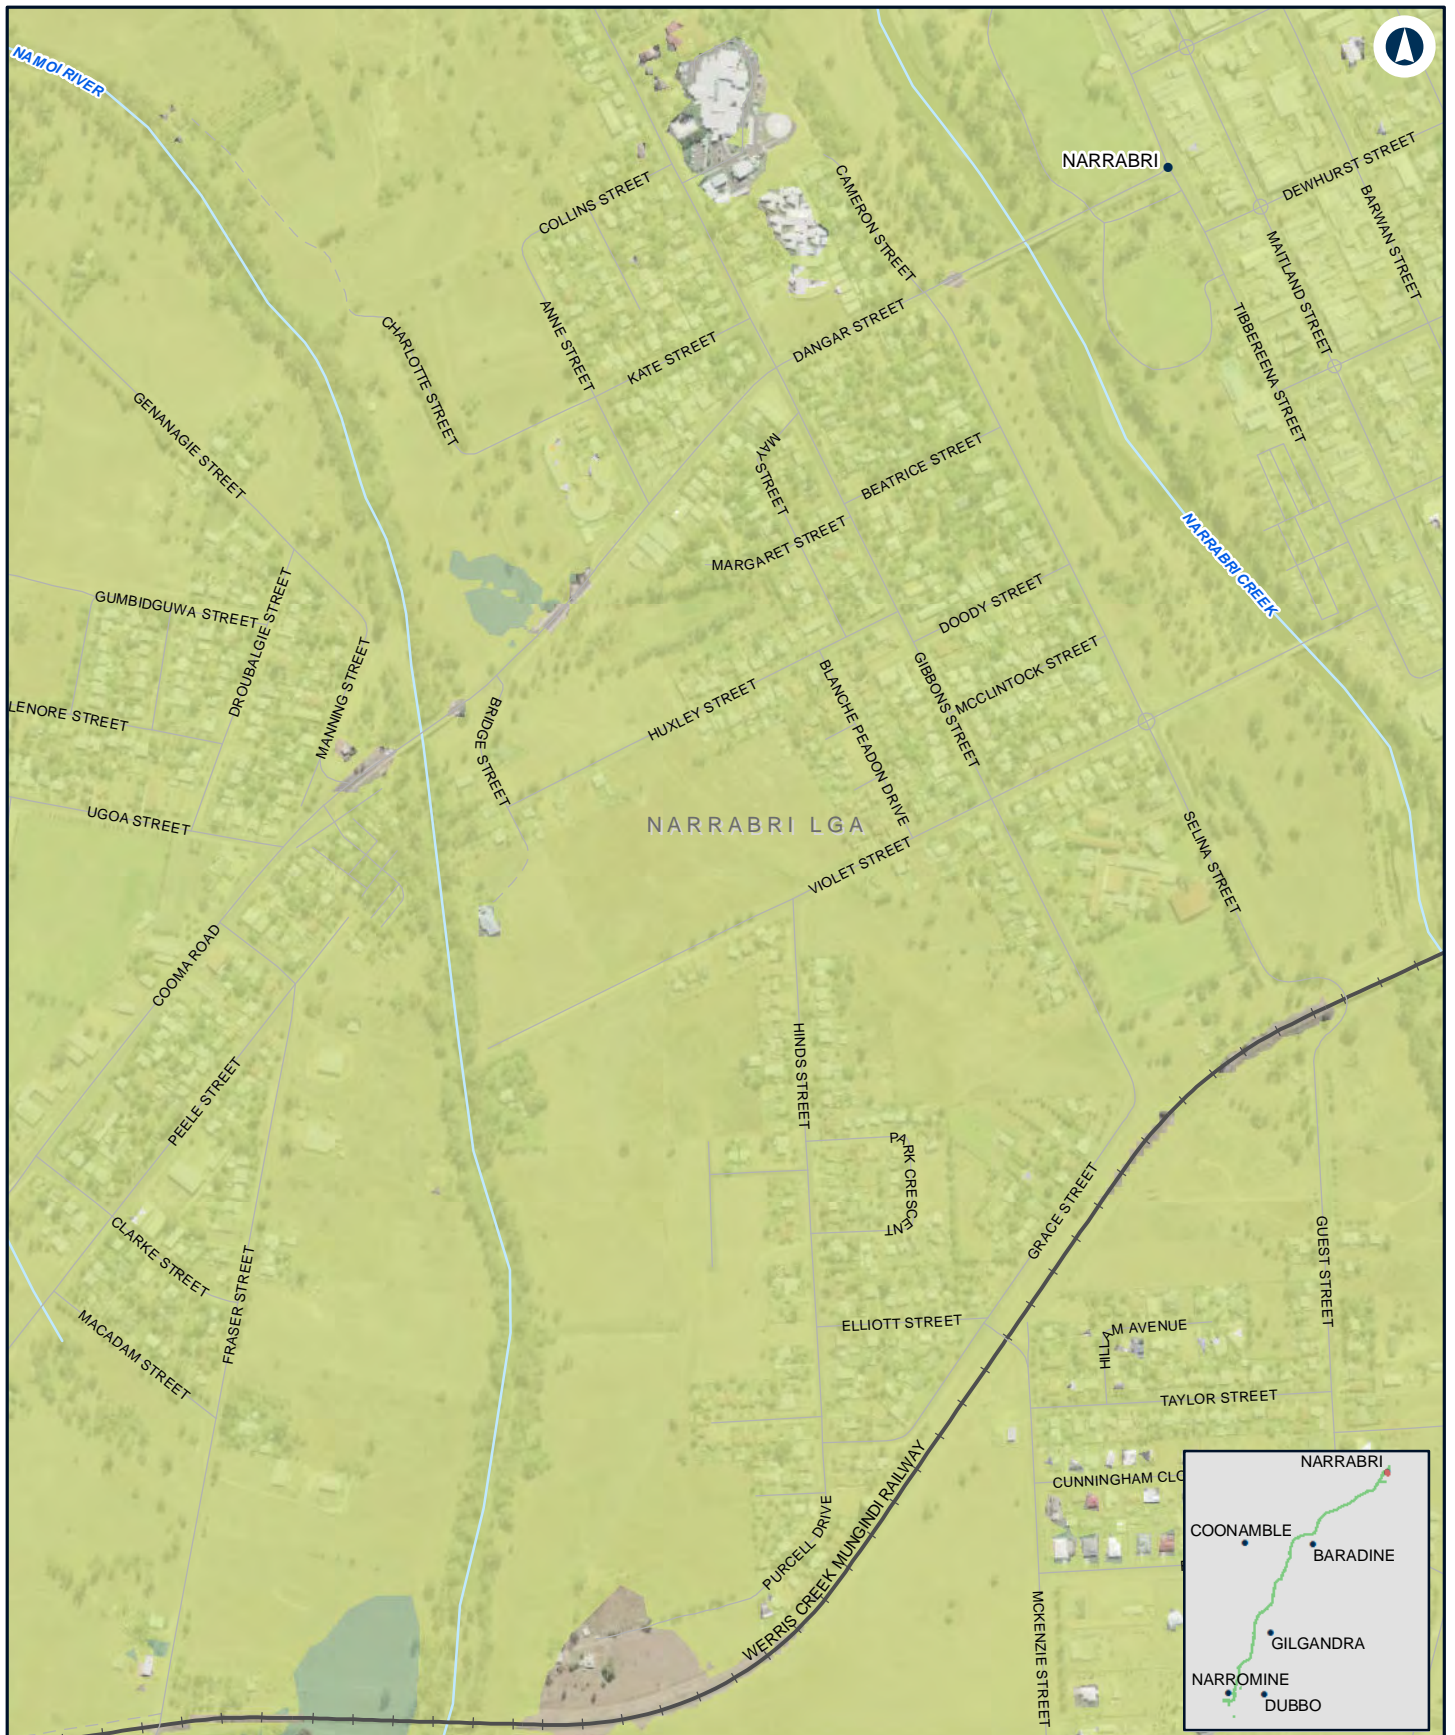 NAMOI RIVER
NARRABRI
DEWHURST STREET
COLLINS STREET
CAMERON STREET
BARWAN STREET
MAITLAND STREET
ANNE STREET
DANGAR STREET
TIBBEREENA STREET
CHARLOTTE STREET
KATE STREET
GENANAGIE STREET
MAY STREET
BEATRICE STREET
MARGARET STREET
NARRABRI CREEK
GUMBIDGUWA STREET
DROUBALGIE STREET
DOODY STREET
MANNING STREET
GIBBONS STREET
MCCLINTOCK STREET
BLANCHE PEADON DRIVE
HUXLEY STREET
LENORE STREET
BRIDGE STREET
UGOA STREET
NARRABRI LGA
SELINA STREET
VIOLET STREET
COOMA ROAD
HINDS STREET
PEELE STREET
PARK CRESCENT
GRACE STREET
GUEST STREET
CLARKE STREET
FRASER STREET
MACADAM STREET
ELLIOTT STREET
HILLAM AVENUE
TAYLOR STREET
CUNNINGHAM CLO
PURCELL DRIVE
WERRIS CREEK MUNGINDI RAILWAY
MCKENZIE STREET
NARRABRI
COONAMBLE
BARADINE
GILGANDRA
NARROMINE
DUBBO